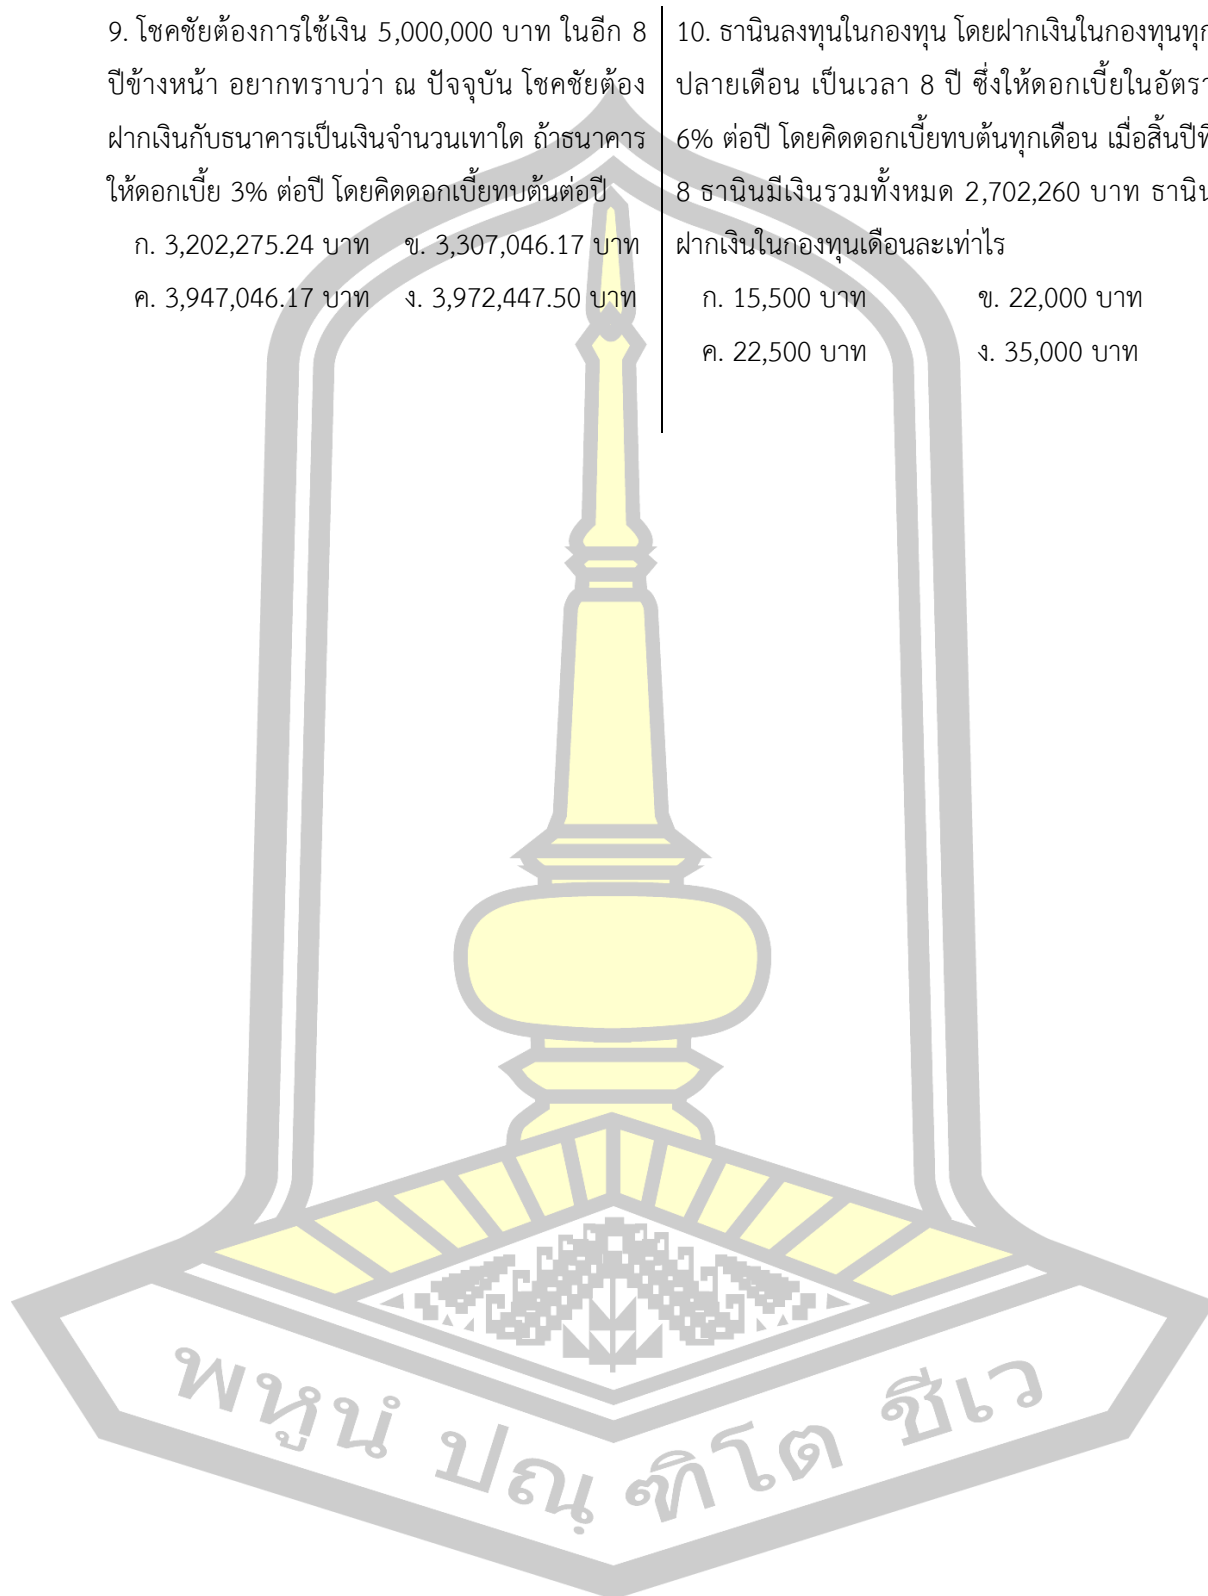 9. โชคชัยต้องการใช้เงิน 5,000,000 บาท ในอีก 8
ปีข้างหน้า อยากทราบว่า ณ ปัจจุบัน โชคชัยต้อง
ฝากเงินกับธนาคารเป็นเงินจำนวนเทาใด ถ้าธนาคาร
ให้ดอกเบี้ย 3% ต่อปี โดยคิดดอกเบี้ยทบต้นต่อปี
ก. 3,202,275.24 บาท ข. 3,307,046.17 บาท
ค. 3,947,046.17 บาท ง. 3,972,447.50 บาท
10. ธานินลงทุนในกองทุน โดยฝากเงินในกองทุนทุก
ปลายเดือน เป็นเวลา 8 ปี ซึ่งให้ดอกเบี้ยในอัตรา
6% ต่อปี โดยคิดดอกเบี้ยทบต้นทุกเดือน เมื่อสิ้นปีที่
8 ธานินมีเงินรวมทั้งหมด 2,702,260 บาท ธานิน
ฝากเงินในกองทุนเดือนละเท่าไร
ก. 15,500 บาท ข. 22,000 บาท
ค. 22,500 บาท ง. 35,000 บาท
พหูนํ ปณฺฑิโต ชีเว